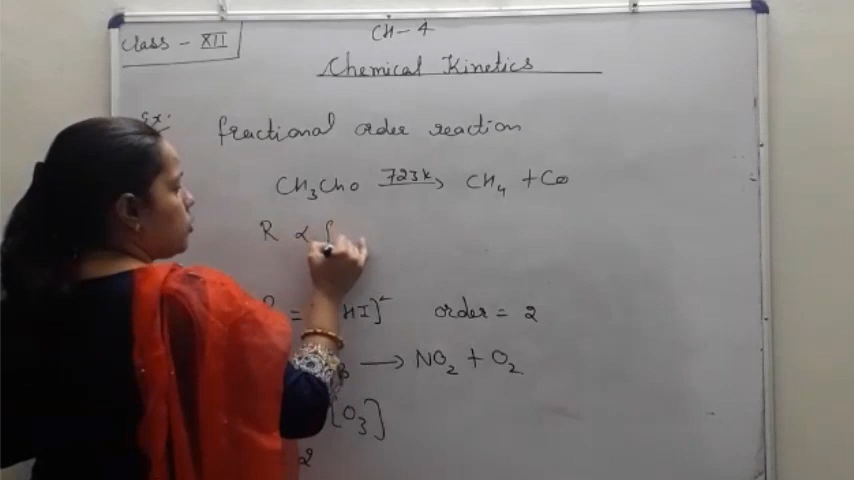 Class - XII
CH-4
Chemical Kinetics
Ex:
fractional order reaction
CH₃CHO 723K → CH₄ + CO
R ∝ [
= HI]² order = 2
→ NO₂ + O₂
[O₃]
2